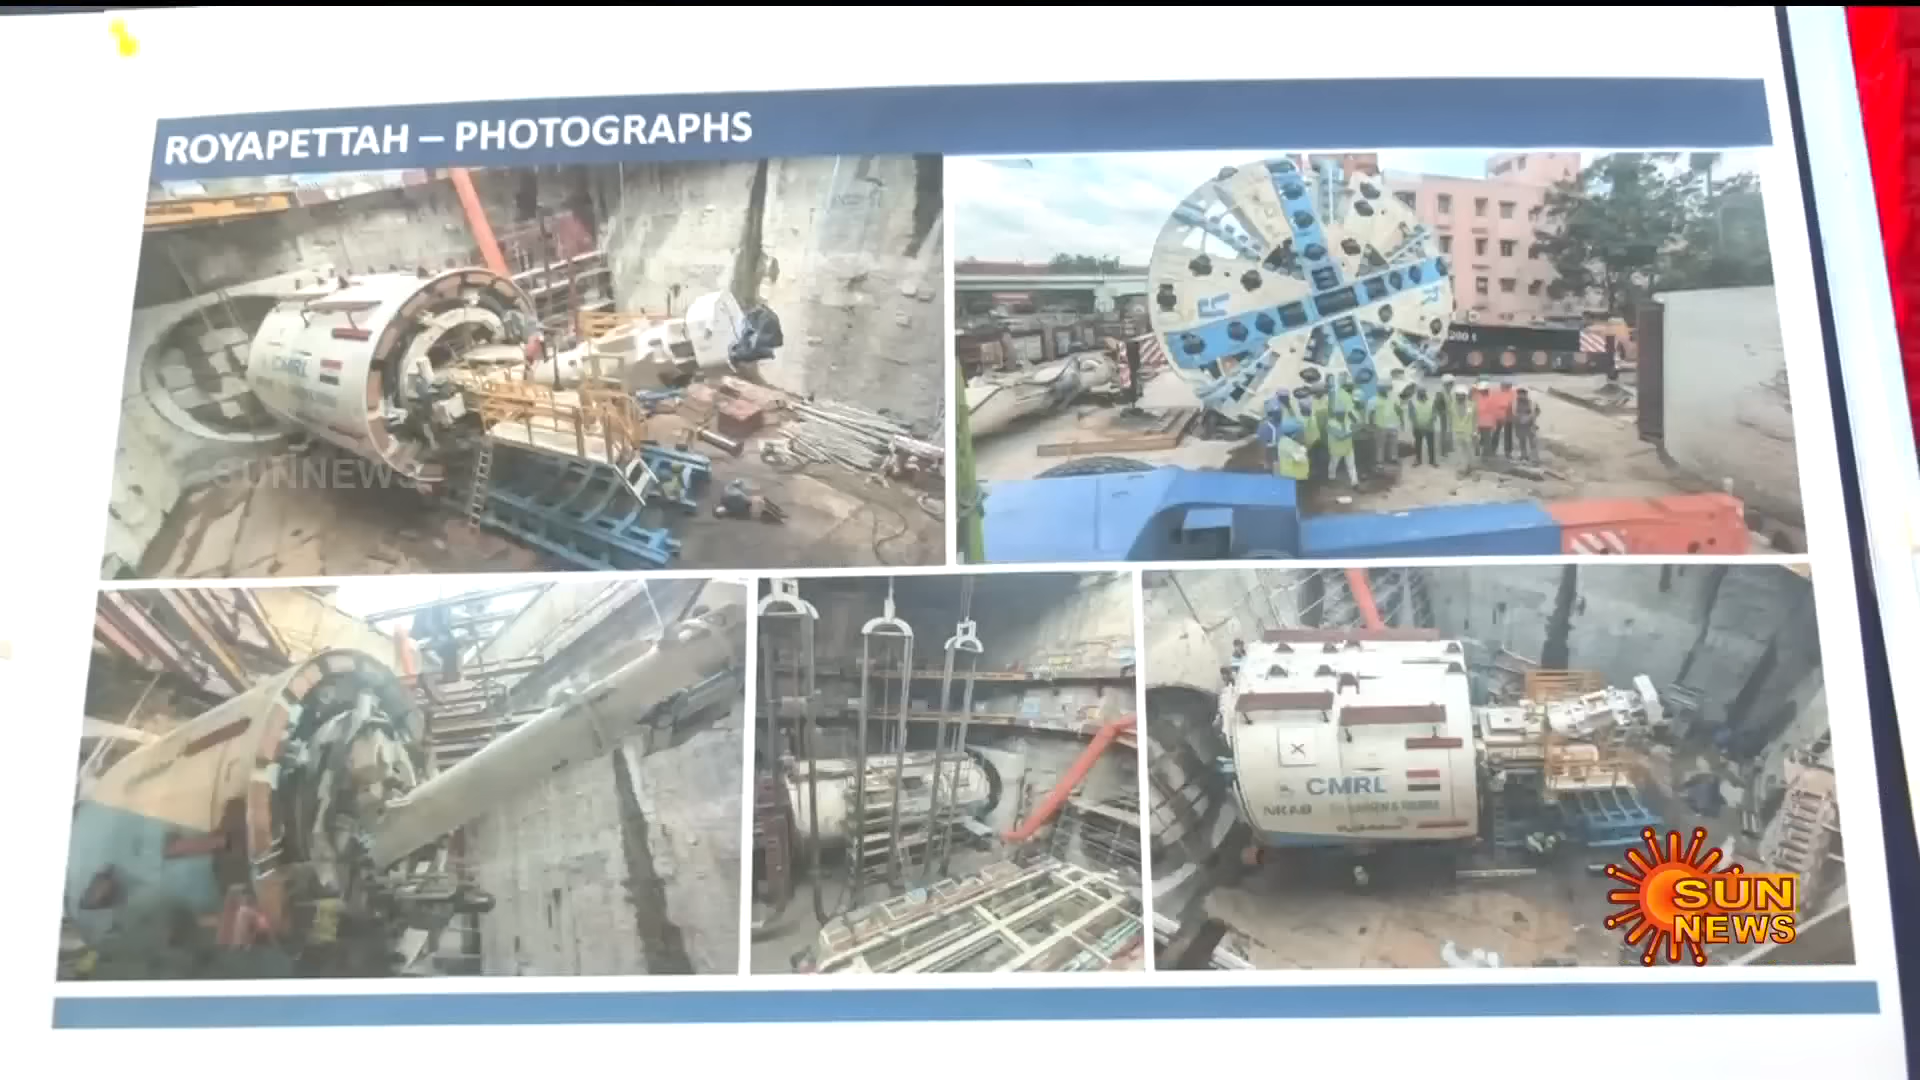 ROYAPETTAH – PHOTOGRAPHS
CMRL
SUNNEWS
CMRL
SUN
NEWS